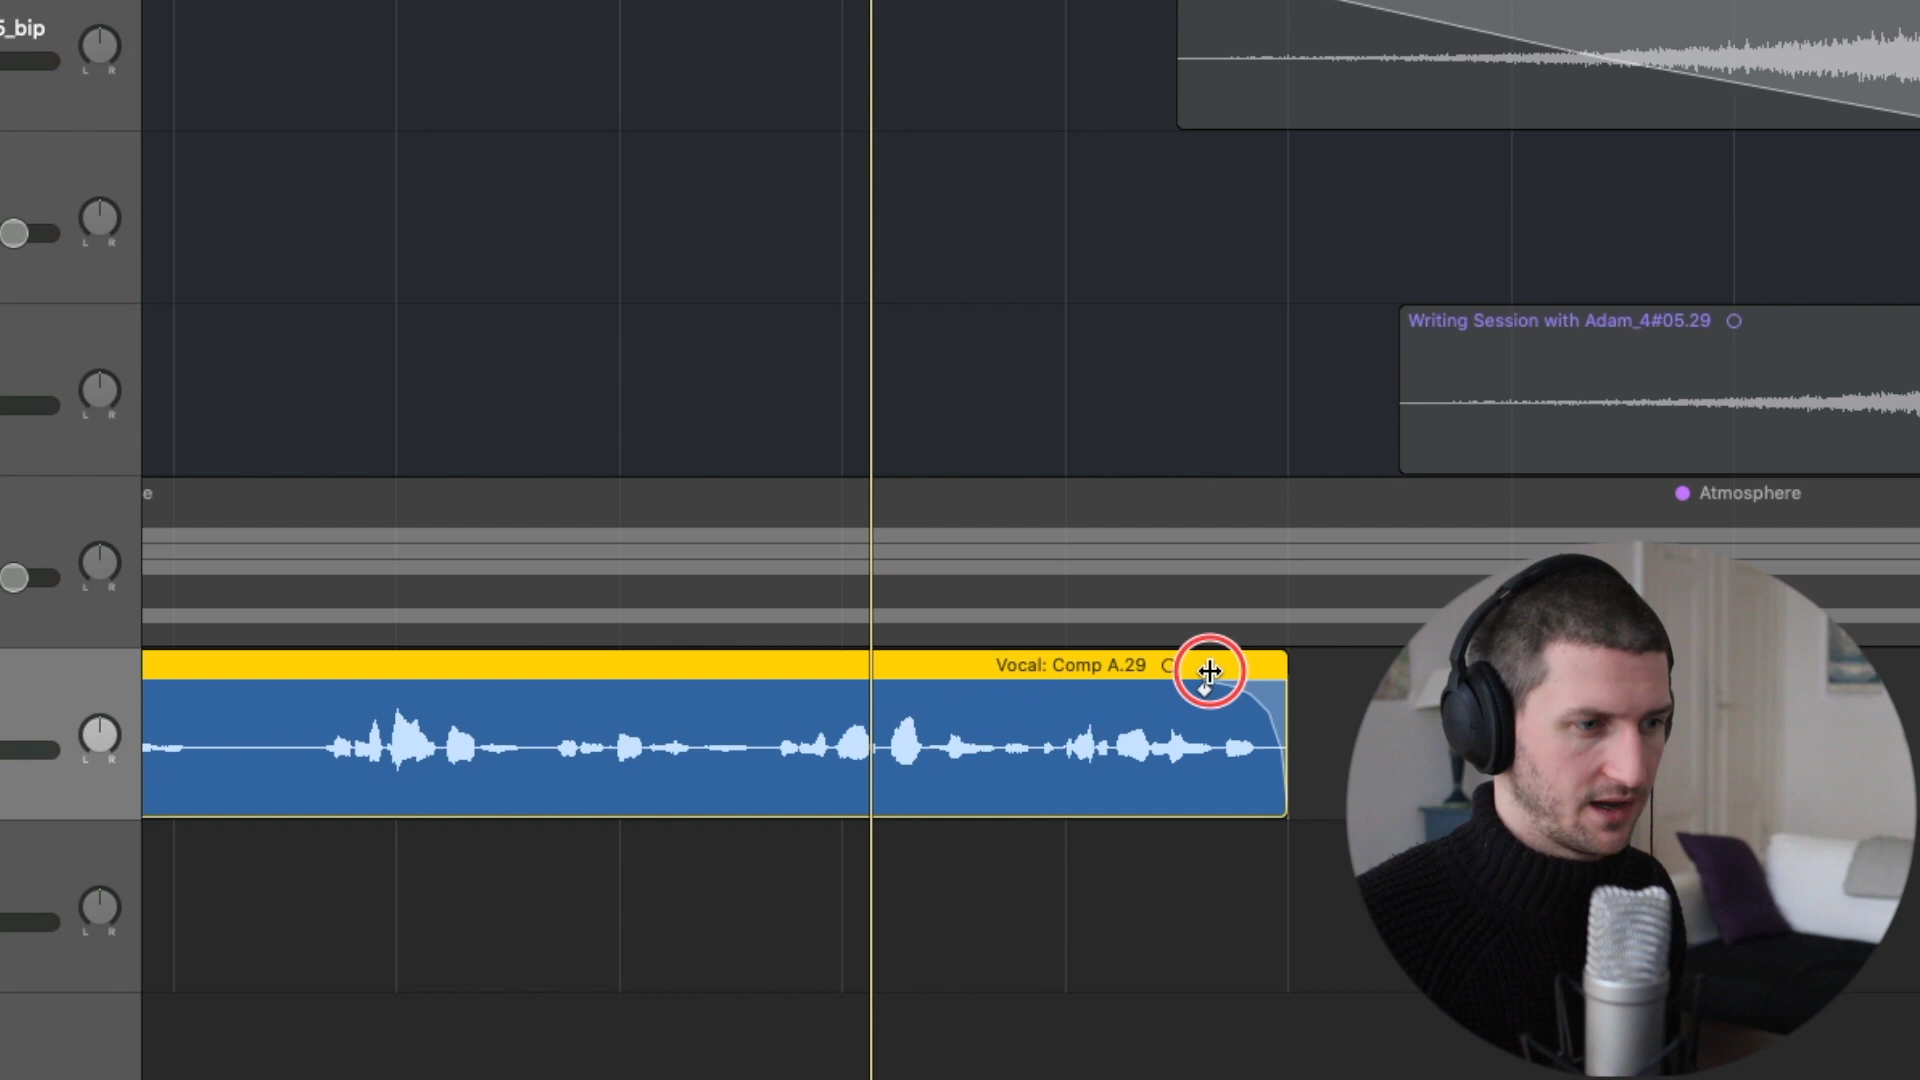 5_bip
L R
L R
Writing Session with Adam_4#05.29
L R
e
Atmosphere
L R
Vocal: Comp A.29
L R
L R